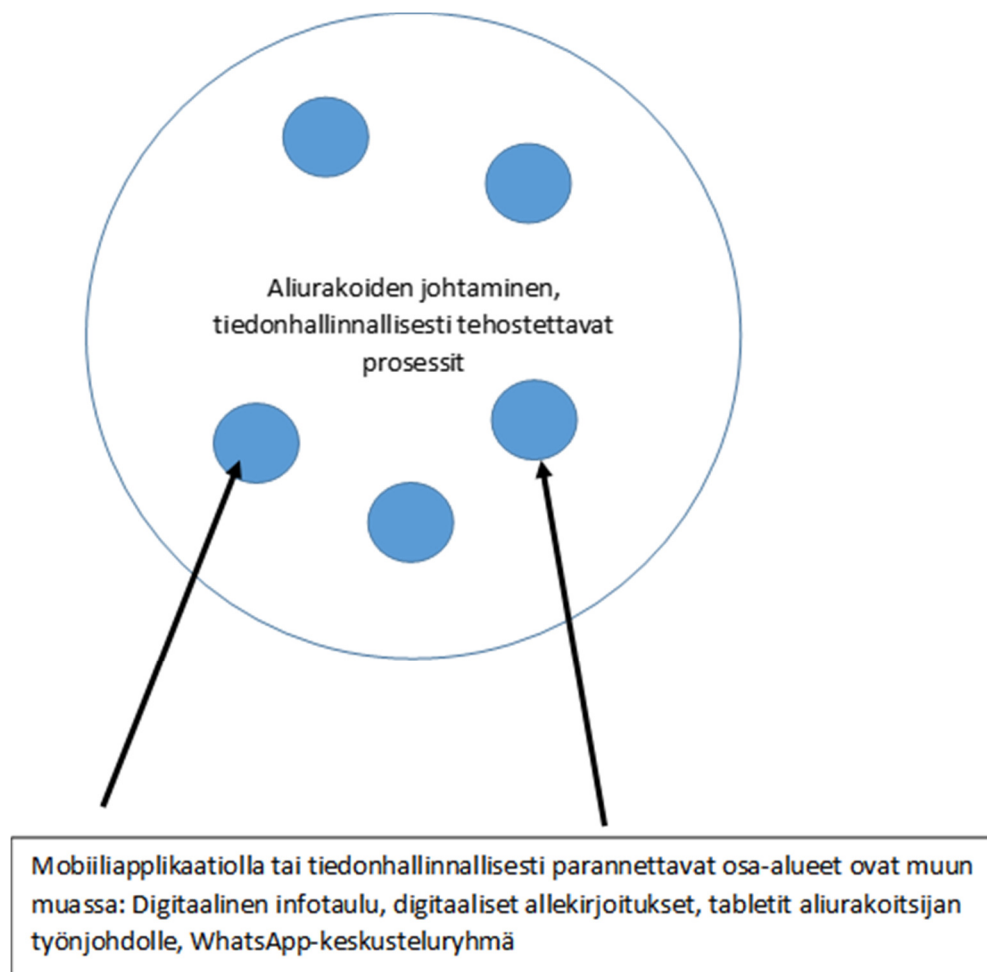 Aliurakoiden johtaminen,
tiedonhallinnallisesti tehostettavat
prosessit
Mobiiliapplikaatiolla tai tiedonhallinnallisesti parannettavat osa-alueet ovat muun
muassa: Digitaalinen infotaulu, digitaaliset allekirjoitukset, tabletit aliurakoitsijan
työnjohdolle, WhatsApp-keskusteluryhmä